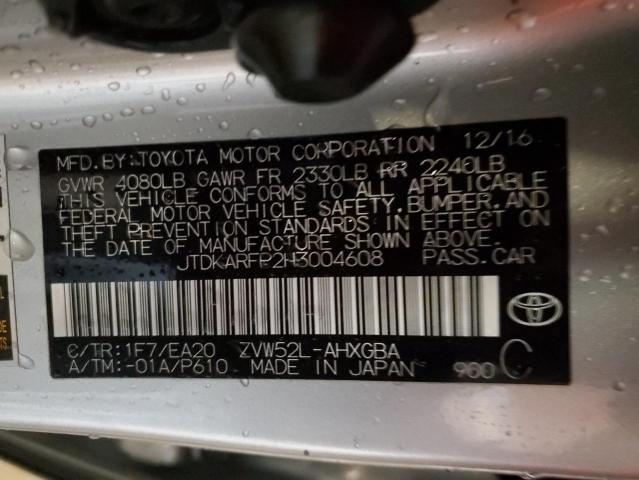 MFD. BY: TOYOTA MOTOR CORPORATION 12/16
GVWR 4080LB GAWR FR 2330LB RR 2240LB
THIS VEHICLE CONFORMS TO ALL APPLICABLE
FEDERAL MOTOR VEHICLE SAFETY, BUMPER, AND
THEFT PREVENTION STANDARDS IN EFFECT ON
THE DATE OF MANUFACTURE SHOWN ABOVE.
JTDKARFP2H3004608 PASS. CAR
C/TR: 1F7/EA20 ZVW52L-AHXGBA
A/TM: -01A/P610 MADE IN JAPAN 960 C